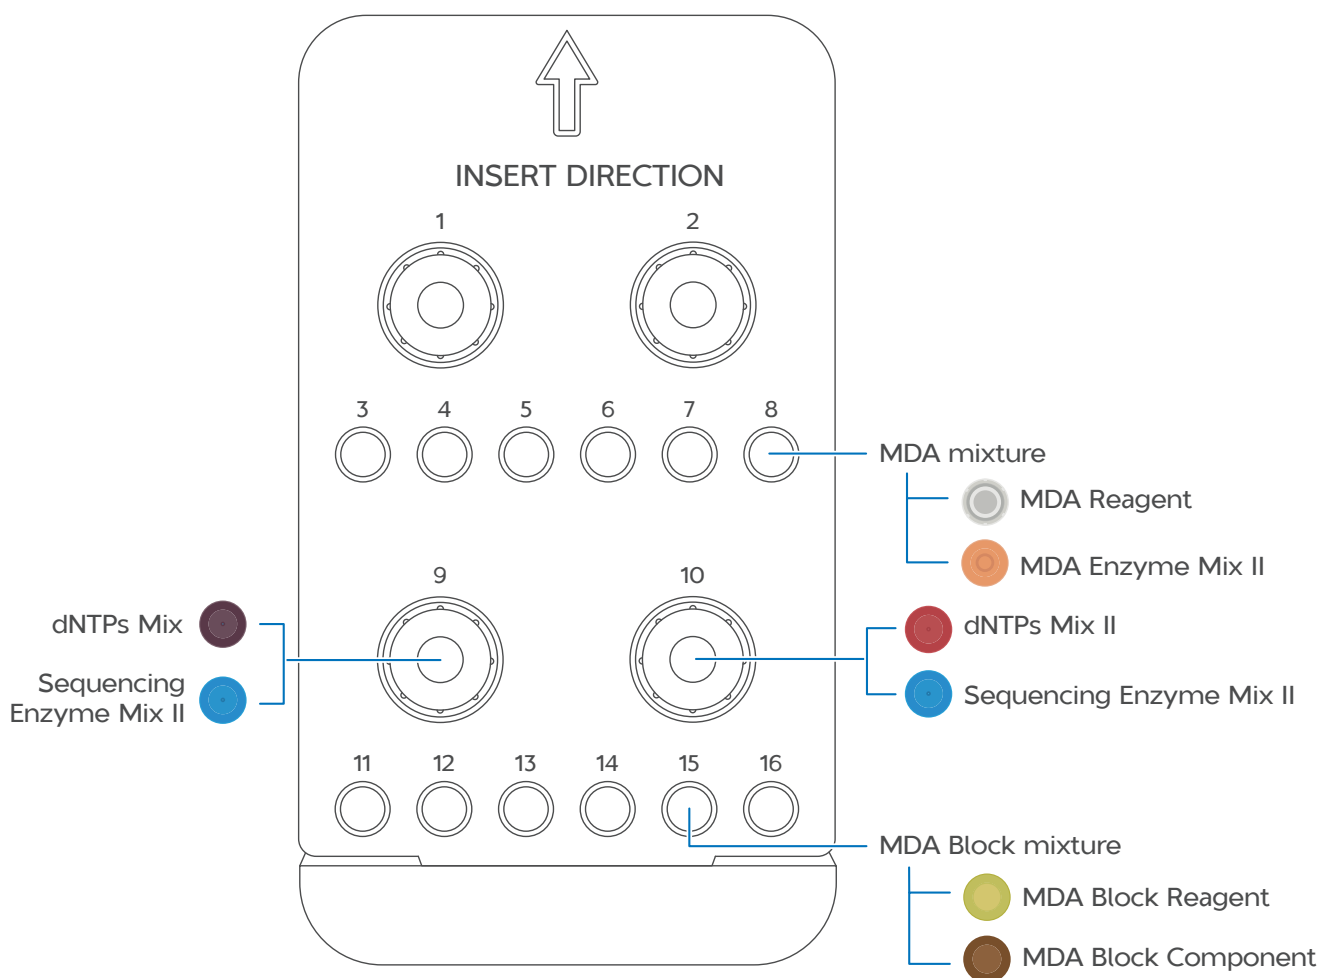 INSERT DIRECTION
1
2
3
4
5
6
7
8
MDA mixture
MDA Reagent
MDA Enzyme Mix II
9
10
dNTPs Mix
Sequencing
Enzyme Mix II
dNTPs Mix II
Sequencing Enzyme Mix II
11
12
13
14
15
16
MDA Block mixture
MDA Block Reagent
MDA Block Component